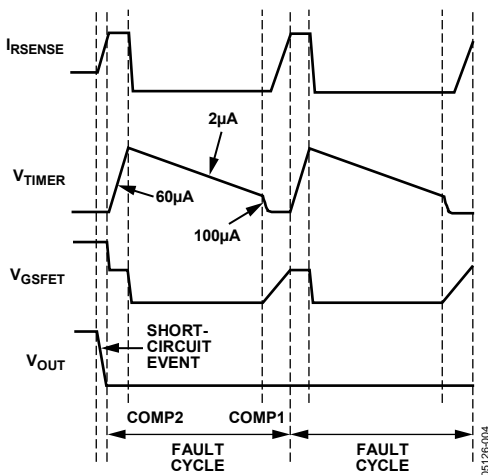 IRSENSE
2µA
VTIMER
60µA
100µA
VGSFET
SHORT-
CIRCUIT
EVENT
VOUT
COMP2
COMP1
FAULT
CYCLE
FAULT
CYCLE
05126-004